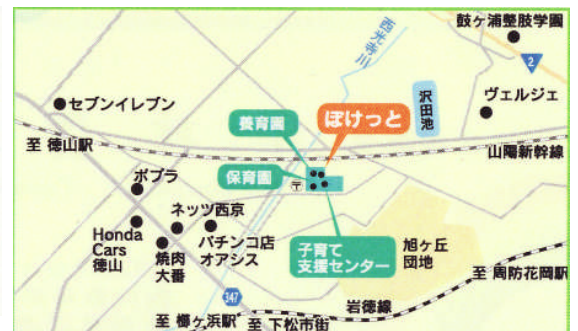 鼓ヶ浦整肢学園
2
西光寺川
沢田池
ヴェルジェ
セブンイレブン
養育園
ぽけっと
至 徳山駅
山陽新幹線
保育園
〒
ポプラ
ネッツ西京
Honda
Cars
徳山
焼肉
大番
パチンコ店
オアシス
子育て
支援センター
旭ヶ丘
団地
至 周防花岡駅
347
岩徳線
至 櫛ヶ浜駅
至 下松市街